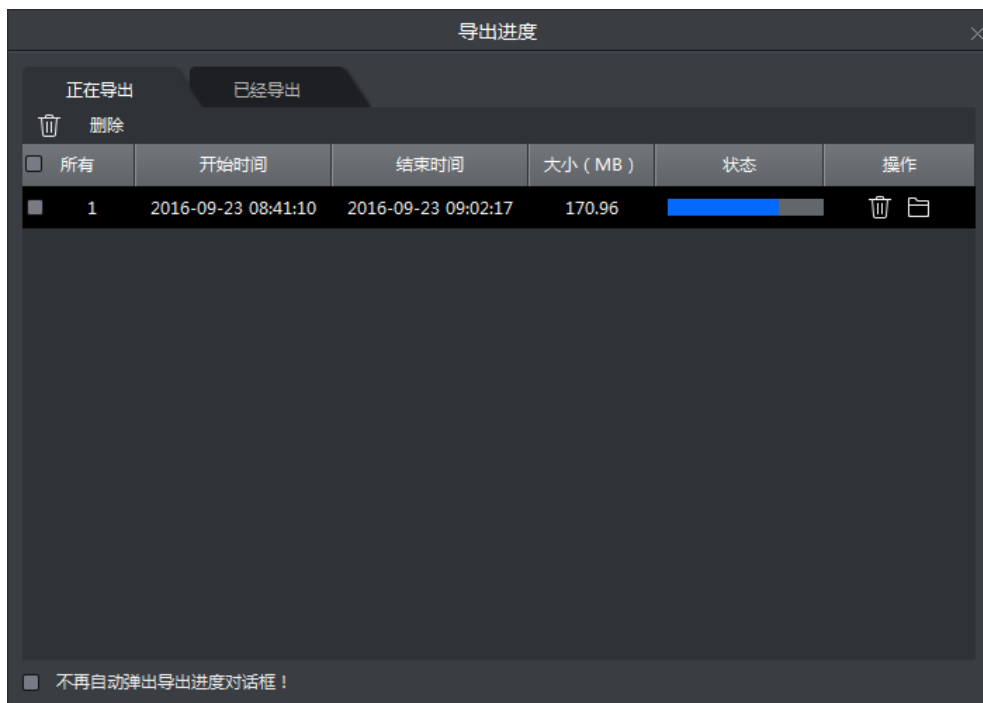 导出进度
正在导出 已经导出
删除
所有 开始时间 结束时间 大小（MB） 状态 操作
1 2016-09-23 08:41:10 2016-09-23 09:02:17 170.96
不再自动弹出导出进度对话框！